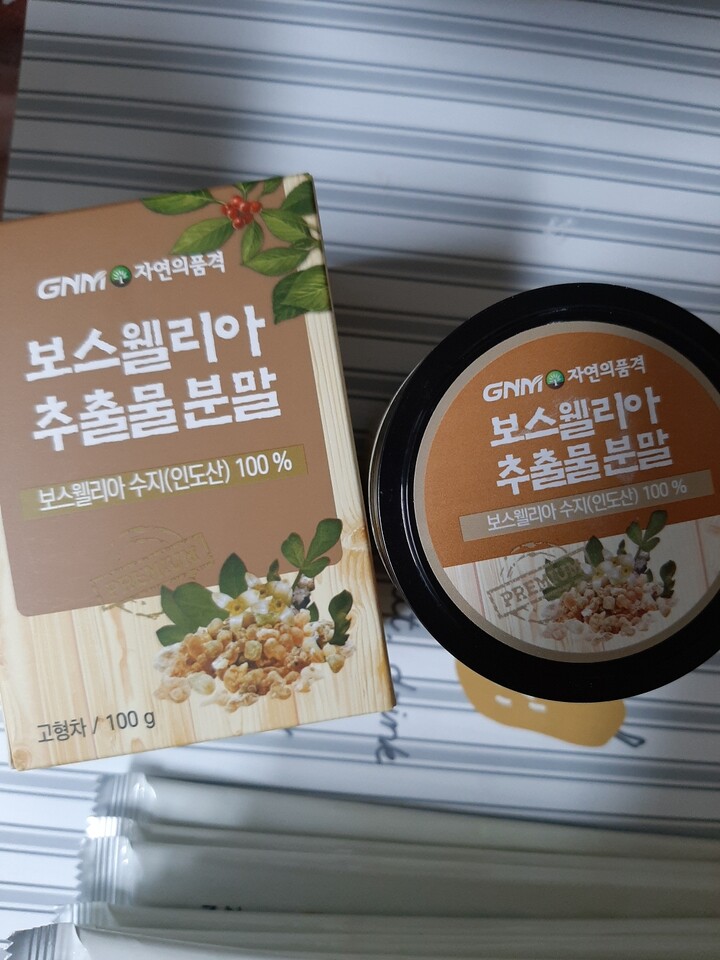 GNM 자연의품격
보스웰리아
추출물 분말
보스웰리아 수지(인도산) 100 %
PREMIUM
고형차 / 100 g
GNM 자연의품격
보스웰리아
추출물 분말
보스웰리아 수지(인도산) 100 %
PREMIUM
drink